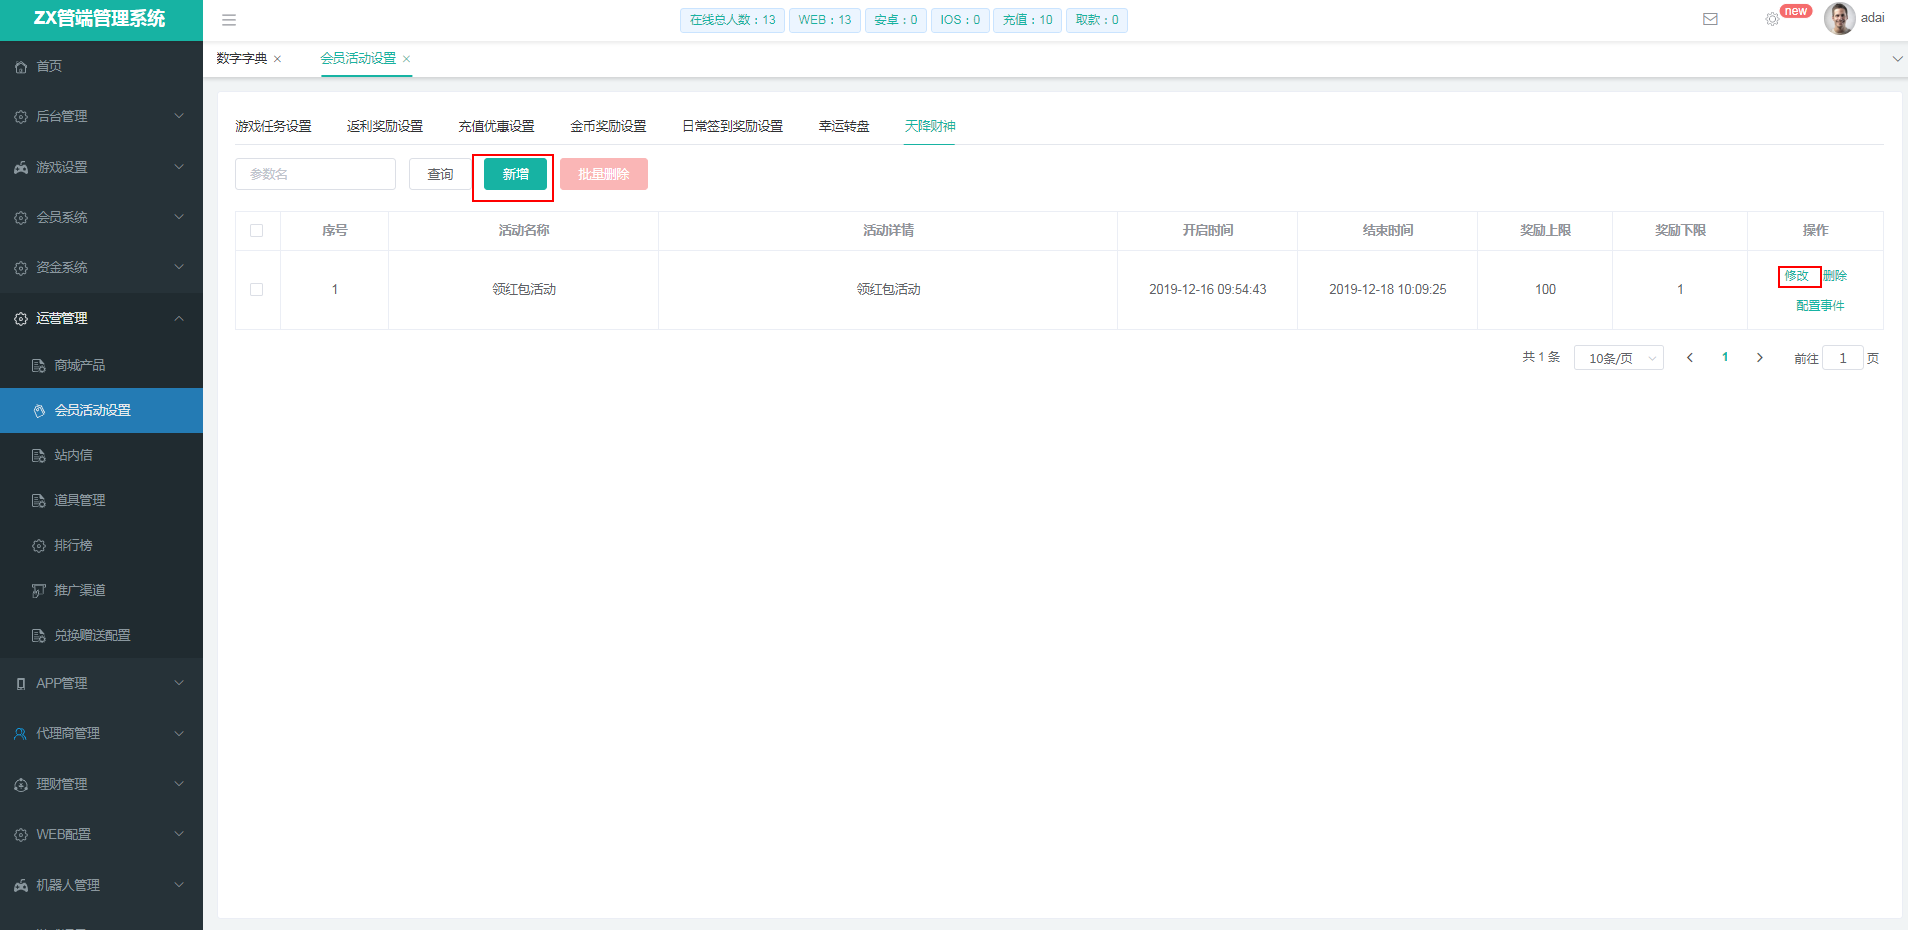 ZX管端管理系统
在线总人数：13
WEB：13
安卓：0
IOS：0
充值：10
取款：0
new
adai
数字字典 ×
会员活动设置 ×
首页
后台管理
游戏设置
会员系统
资金系统
运营管理
商城产品
会员活动设置
站内信
道具管理
排行榜
推广渠道
兑换赠送配置
APP管理
代理商管理
理财管理
WEB配置
机器人管理
游戏任务设置
返利奖励设置
充值优惠设置
金币奖励设置
日常签到奖励设置
幸运转盘
天降财神
参数名
查询
新增
批量删除
序号
活动名称
活动详情
开启时间
结束时间
奖励上限
奖励下限
操作
1
领红包活动
领红包活动
2019-12-16 09:54:43
2019-12-18 10:09:25
100
1
修改 删除
配置事件
共 1 条
10条/页
1
前往 1 页